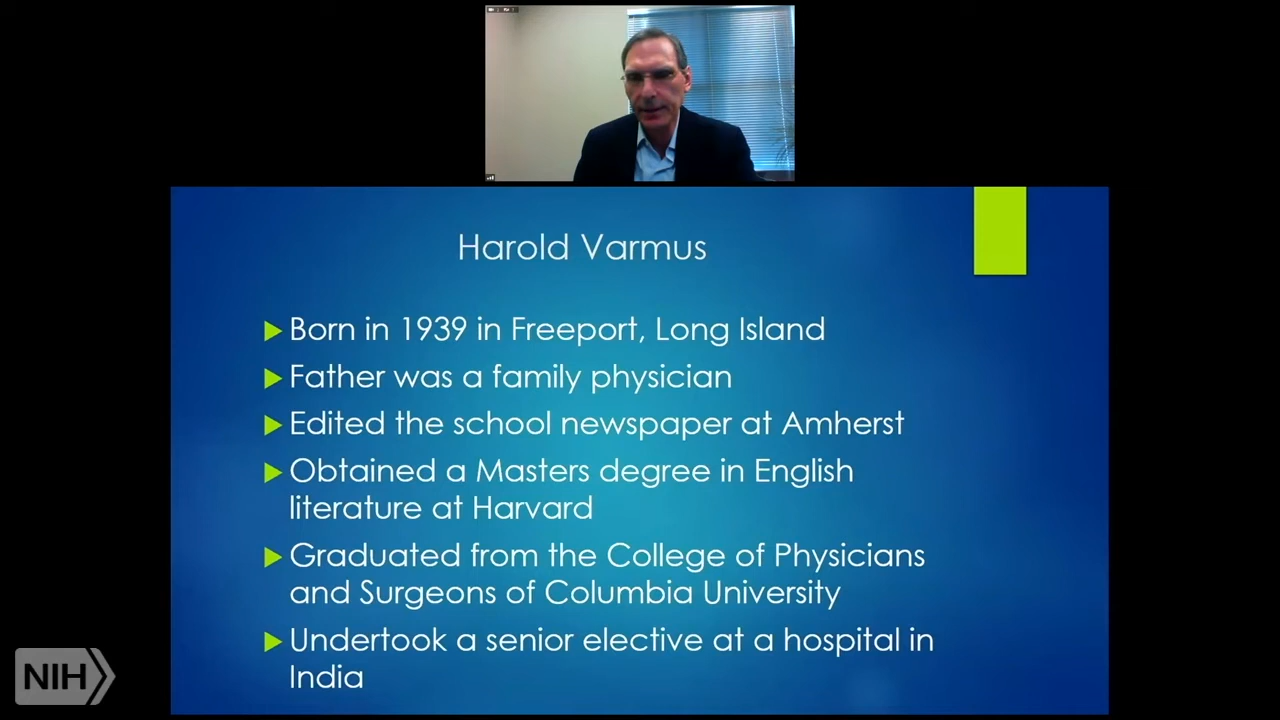 Harold Varmus
Born in 1939 in Freeport, Long Island
Father was a family physician
Edited the school newspaper at Amherst
Obtained a Masters degree in English
literature at Harvard
Graduated from the College of Physicians
and Surgeons of Columbia University
Undertook a senior elective at a hospital in
India
NIH